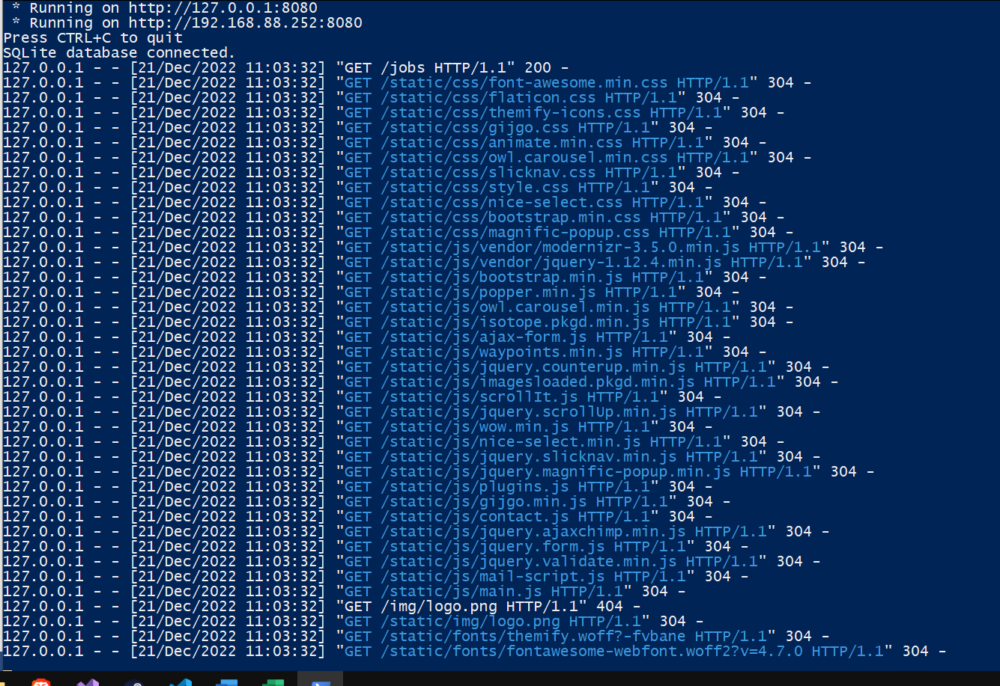 * Running on http://127.0.0.1:8080
 * Running on http://192.168.88.252:8080
Press CTRL+C to quit
SQLite database connected.
127.0.0.1 - - [21/Dec/2022 11:03:32] "GET /jobs HTTP/1.1" 200 -
127.0.0.1 - - [21/Dec/2022 11:03:32] "GET /static/css/font-awesome.min.css HTTP/1.1" 304 -
127.0.0.1 - - [21/Dec/2022 11:03:32] "GET /static/css/flaticon.css HTTP/1.1" 304 -
127.0.0.1 - - [21/Dec/2022 11:03:32] "GET /static/css/themify-icons.css HTTP/1.1" 304 -
127.0.0.1 - - [21/Dec/2022 11:03:32] "GET /static/css/gijgo.css HTTP/1.1" 304 -
127.0.0.1 - - [21/Dec/2022 11:03:32] "GET /static/css/animate.min.css HTTP/1.1" 304 -
127.0.0.1 - - [21/Dec/2022 11:03:32] "GET /static/css/owl.carousel.min.css HTTP/1.1" 304 -
127.0.0.1 - - [21/Dec/2022 11:03:32] "GET /static/css/slicknav.css HTTP/1.1" 304 -
127.0.0.1 - - [21/Dec/2022 11:03:32] "GET /static/css/style.css HTTP/1.1" 304 -
127.0.0.1 - - [21/Dec/2022 11:03:32] "GET /static/css/nice-select.css HTTP/1.1" 304 -
127.0.0.1 - - [21/Dec/2022 11:03:32] "GET /static/css/bootstrap.min.css HTTP/1.1" 304 -
127.0.0.1 - - [21/Dec/2022 11:03:32] "GET /static/css/magnific-popup.css HTTP/1.1" 304 -
127.0.0.1 - - [21/Dec/2022 11:03:32] "GET /static/js/vendor/modernizr-3.5.0.min.js HTTP/1.1" 304 -
127.0.0.1 - - [21/Dec/2022 11:03:32] "GET /static/js/vendor/jquery-1.12.4.min.js HTTP/1.1" 304 -
127.0.0.1 - - [21/Dec/2022 11:03:32] "GET /static/js/bootstrap.min.js HTTP/1.1" 304 -
127.0.0.1 - - [21/Dec/2022 11:03:32] "GET /static/js/popper.min.js HTTP/1.1" 304 -
127.0.0.1 - - [21/Dec/2022 11:03:32] "GET /static/js/owl.carousel.min.js HTTP/1.1" 304 -
127.0.0.1 - - [21/Dec/2022 11:03:32] "GET /static/js/isotope.pkgd.min.js HTTP/1.1" 304 -
127.0.0.1 - - [21/Dec/2022 11:03:32] "GET /static/js/ajax-form.js HTTP/1.1" 304 -
127.0.0.1 - - [21/Dec/2022 11:03:32] "GET /static/js/waypoints.min.js HTTP/1.1" 304 -
127.0.0.1 - - [21/Dec/2022 11:03:32] "GET /static/js/jquery.counterup.min.js HTTP/1.1" 304 -
127.0.0.1 - - [21/Dec/2022 11:03:32] "GET /static/js/imagesloaded.pkgd.min.js HTTP/1.1" 304 -
127.0.0.1 - - [21/Dec/2022 11:03:32] "GET /static/js/scrollIt.js HTTP/1.1" 304 -
127.0.0.1 - - [21/Dec/2022 11:03:32] "GET /static/js/jquery.scrollUp.min.js HTTP/1.1" 304 -
127.0.0.1 - - [21/Dec/2022 11:03:32] "GET /static/js/wow.min.js HTTP/1.1" 304 -
127.0.0.1 - - [21/Dec/2022 11:03:32] "GET /static/js/nice-select.min.js HTTP/1.1" 304 -
127.0.0.1 - - [21/Dec/2022 11:03:32] "GET /static/js/jquery.slicknav.min.js HTTP/1.1" 304 -
127.0.0.1 - - [21/Dec/2022 11:03:32] "GET /static/js/jquery.magnific-popup.min.js HTTP/1.1" 304 -
127.0.0.1 - - [21/Dec/2022 11:03:32] "GET /static/js/plugins.js HTTP/1.1" 304 -
127.0.0.1 - - [21/Dec/2022 11:03:32] "GET /static/js/gijgo.min.js HTTP/1.1" 304 -
127.0.0.1 - - [21/Dec/2022 11:03:32] "GET /static/js/contact.js HTTP/1.1" 304 -
127.0.0.1 - - [21/Dec/2022 11:03:32] "GET /static/js/jquery.ajaxchimp.min.js HTTP/1.1" 304 -
127.0.0.1 - - [21/Dec/2022 11:03:32] "GET /static/js/jquery.form.js HTTP/1.1" 304 -
127.0.0.1 - - [21/Dec/2022 11:03:32] "GET /static/js/jquery.validate.min.js HTTP/1.1" 304 -
127.0.0.1 - - [21/Dec/2022 11:03:32] "GET /static/js/mail-script.js HTTP/1.1" 304 -
127.0.0.1 - - [21/Dec/2022 11:03:32] "GET /static/js/main.js HTTP/1.1" 304 -
127.0.0.1 - - [21/Dec/2022 11:03:32] "GET /img/logo.png HTTP/1.1" 404 -
127.0.0.1 - - [21/Dec/2022 11:03:32] "GET /static/img/logo.png HTTP/1.1" 304 -
127.0.0.1 - - [21/Dec/2022 11:03:32] "GET /static/fonts/themify.woff?-fvbane HTTP/1.1" 304 -
127.0.0.1 - - [21/Dec/2022 11:03:32] "GET /static/fonts/fontawesome-webfont.woff2?v=4.7.0 HTTP/1.1" 304 -